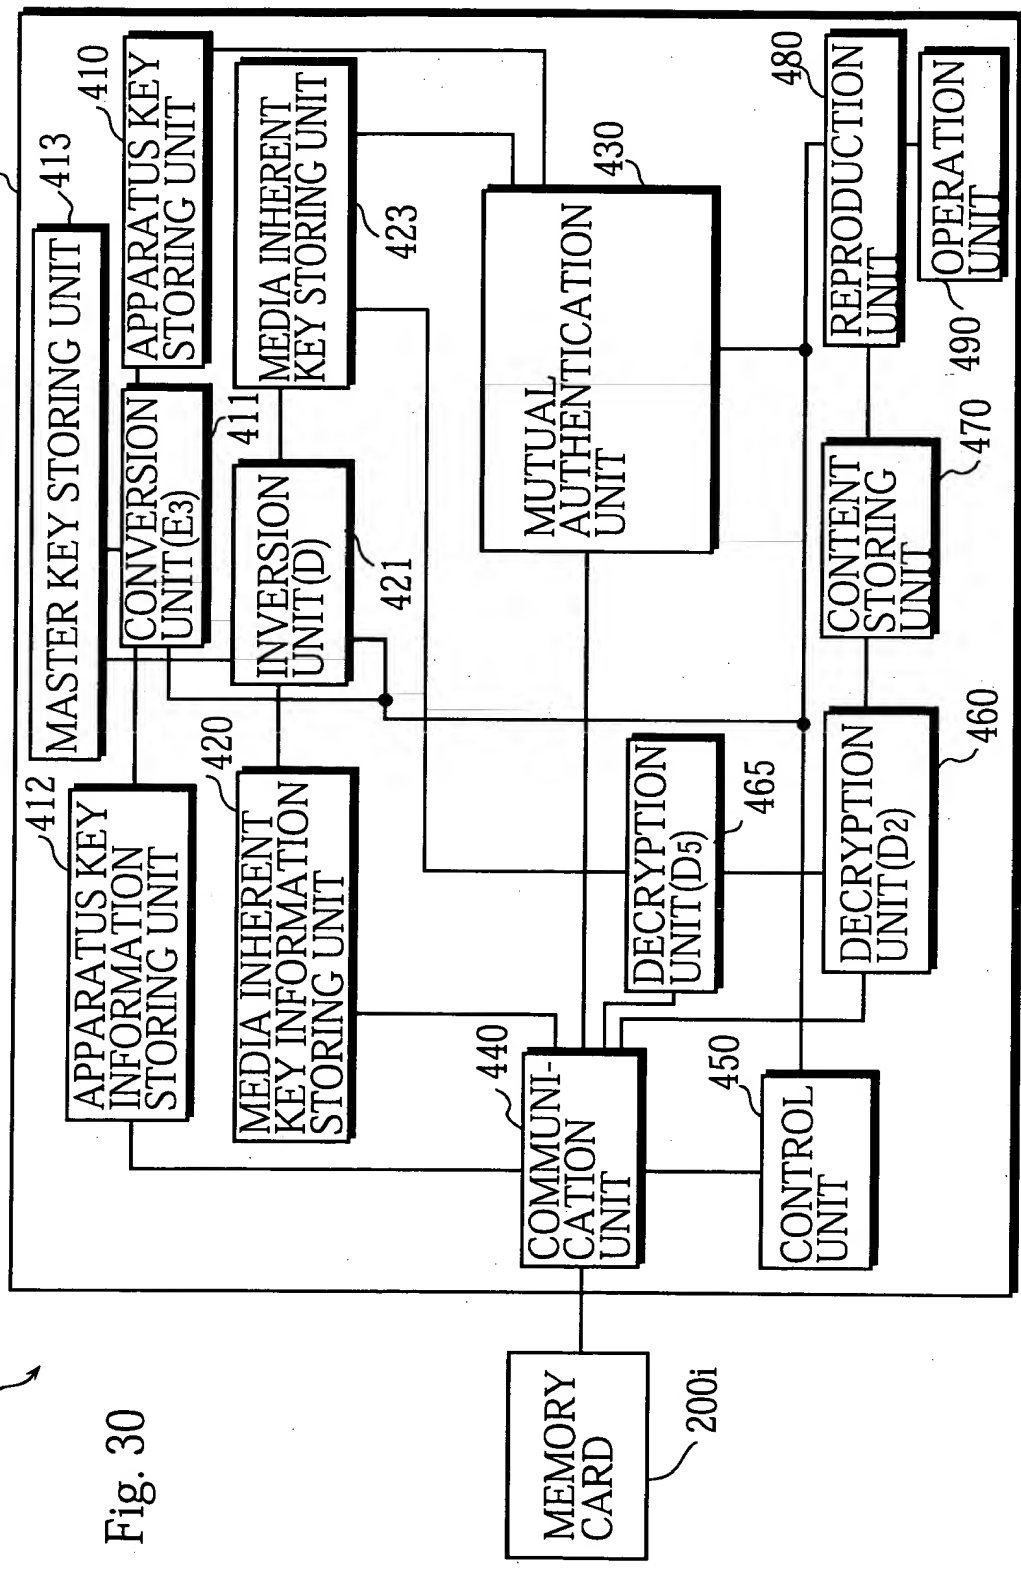 Fig. 30
413
MASTER KEY STORING UNIT
412
APPARATUS KEY
INFORMATION
STORING UNIT
CONVERSION
UNIT(E3)
411
410
APPARATUS KEY
STORING UNIT
420
MEDIA INHERENT
KEY INFORMATION
STORING UNIT
INVERSION
UNIT(D)
421
MEDIA INHERENT
KEY STORING UNIT
423
MEMORY
CARD
200i
440
COMMUNI-
CATION
UNIT
MUTUAL
AUTHENTICATION
UNIT
430
DECRYPTION
UNIT(D5)
465
450
CONTROL
UNIT
DECRYPTION
UNIT(D2)
460
CONTENT
STORING
UNIT
470
480
REPRODUCTION
UNIT
490
OPERATION
UNIT